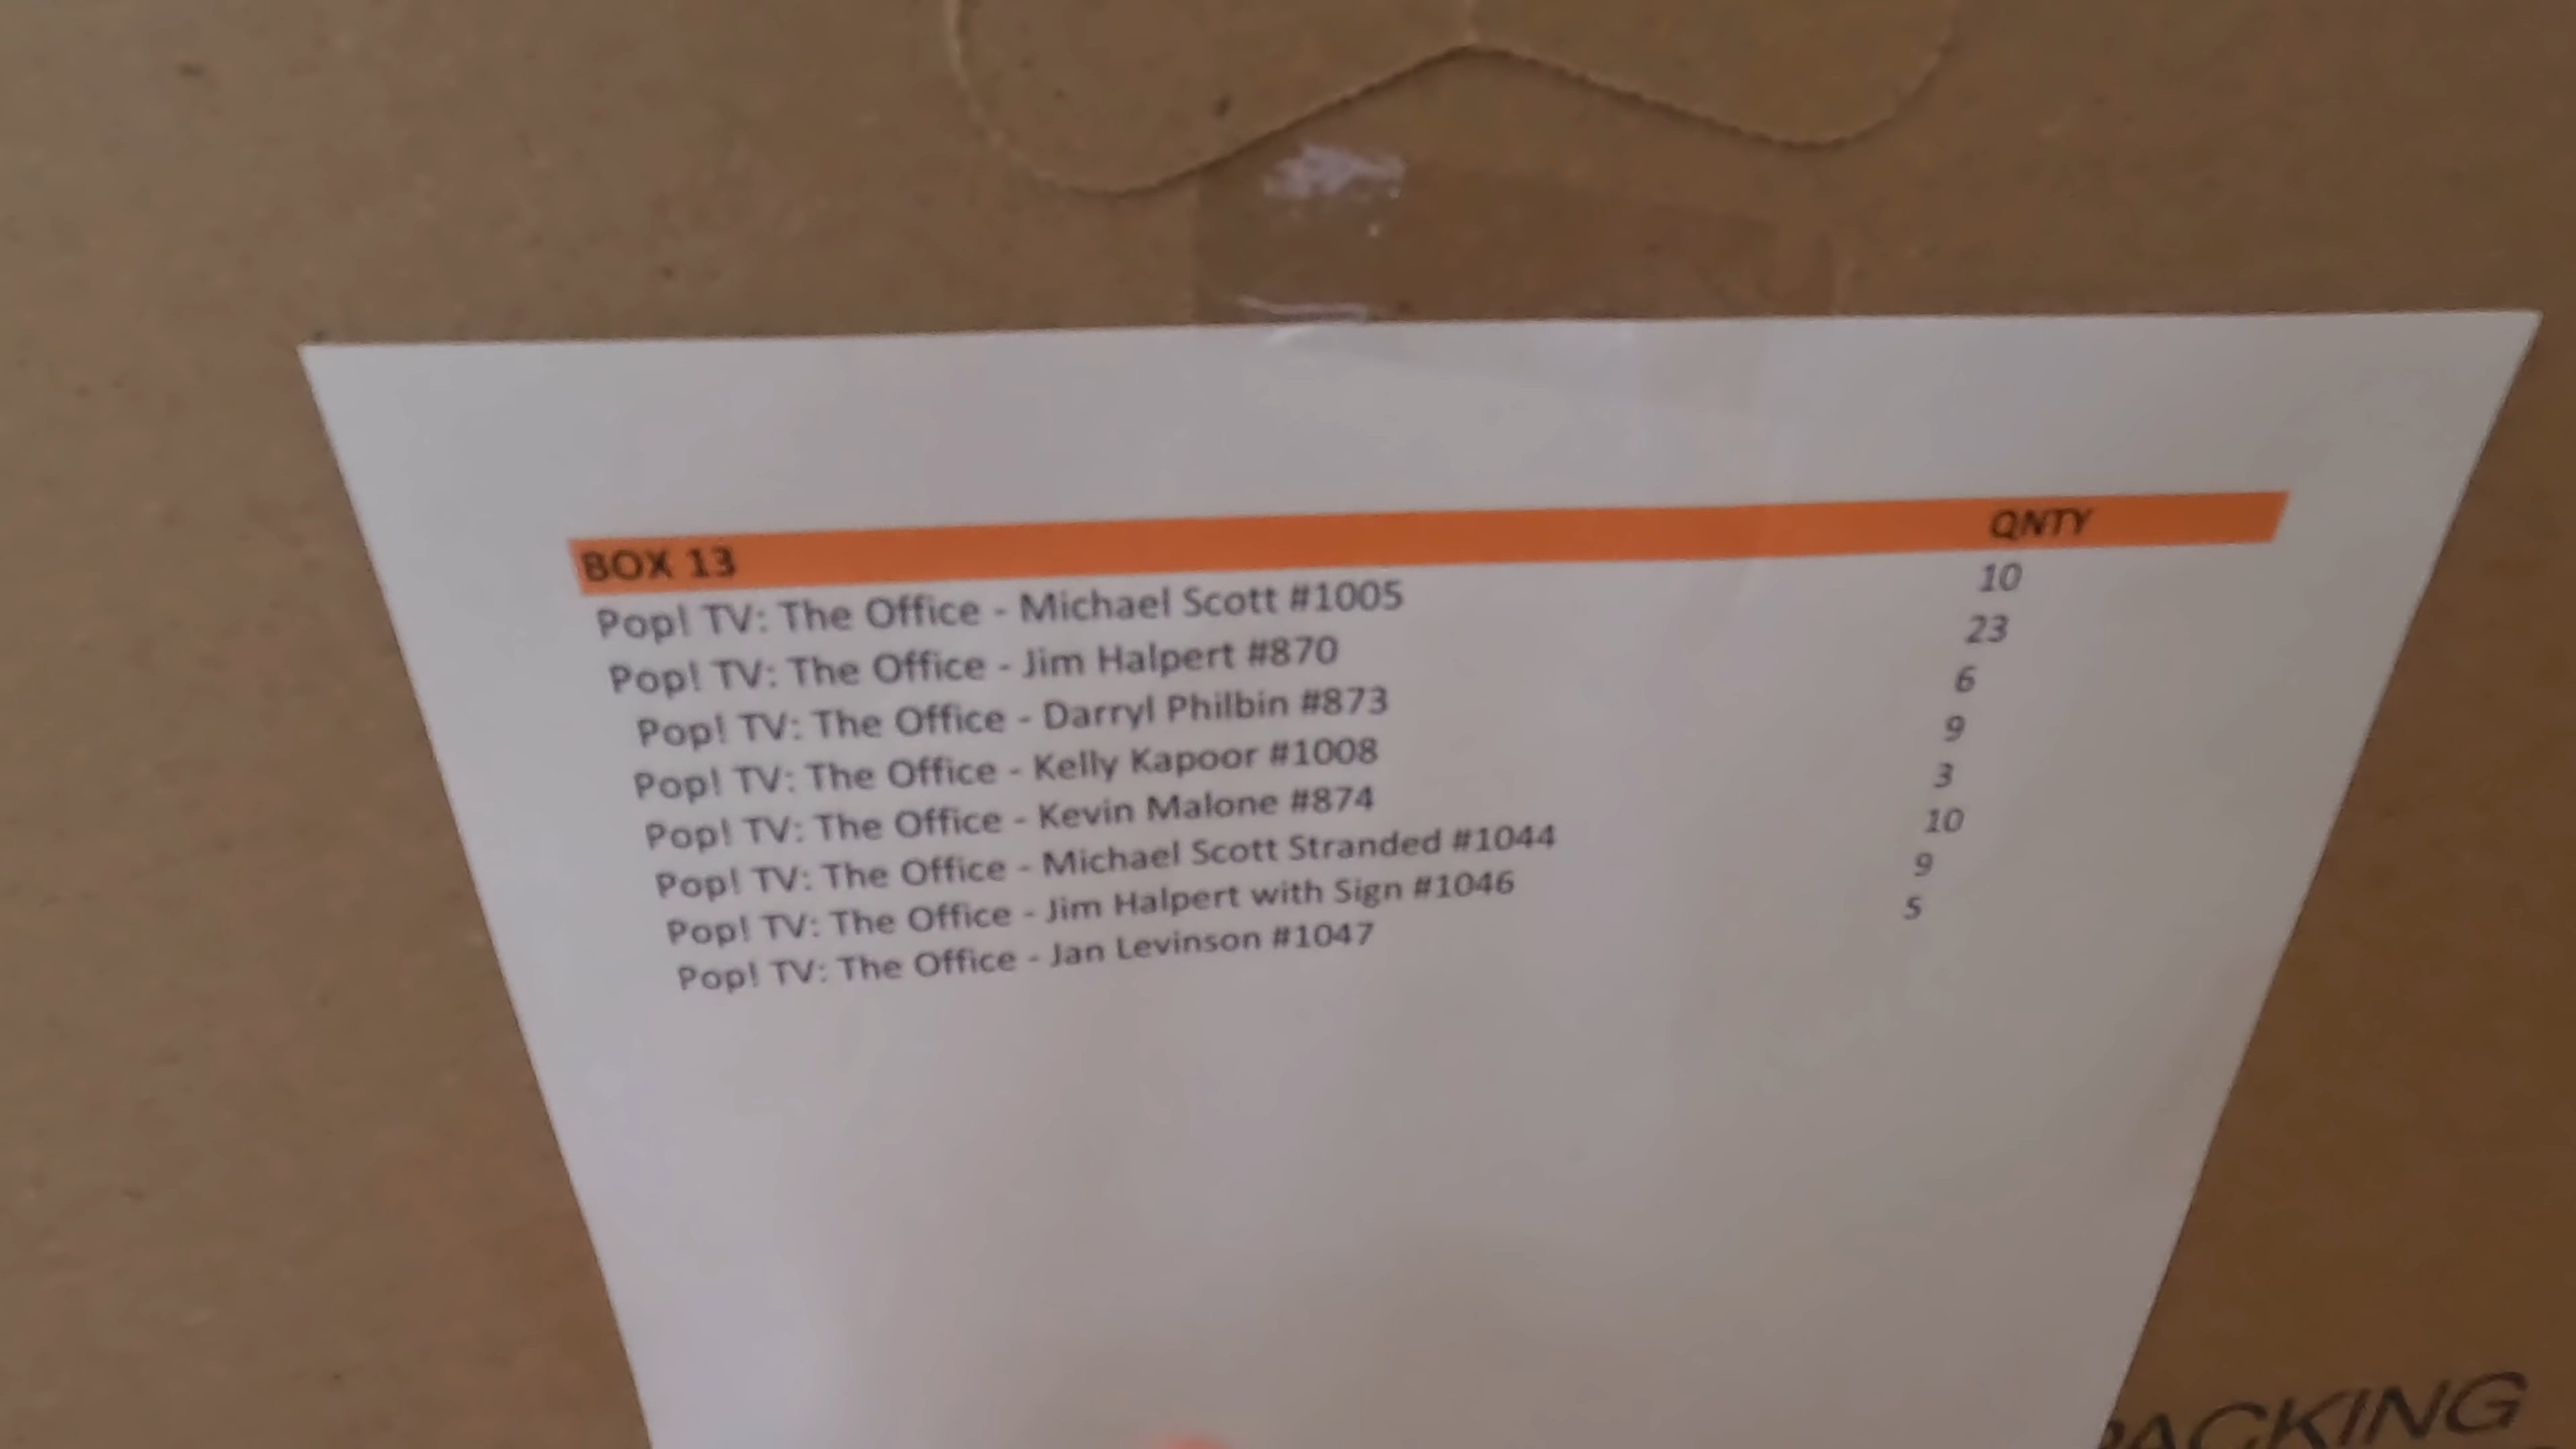 BOX 13 QNTY
Pop! TV: The Office - Michael Scott #1005 10
Pop! TV: The Office - Jim Halpert #870 23
Pop! TV: The Office - Darryl Philbin #873 6
Pop! TV: The Office - Kelly Kapoor #1008 9
Pop! TV: The Office - Kevin Malone #874 3
Pop! TV: The Office - Michael Scott Stranded #1044 10
Pop! TV: The Office - Jim Halpert with Sign #1046 9
Pop! TV: The Office - Jan Levinson #1047 5
PACKING